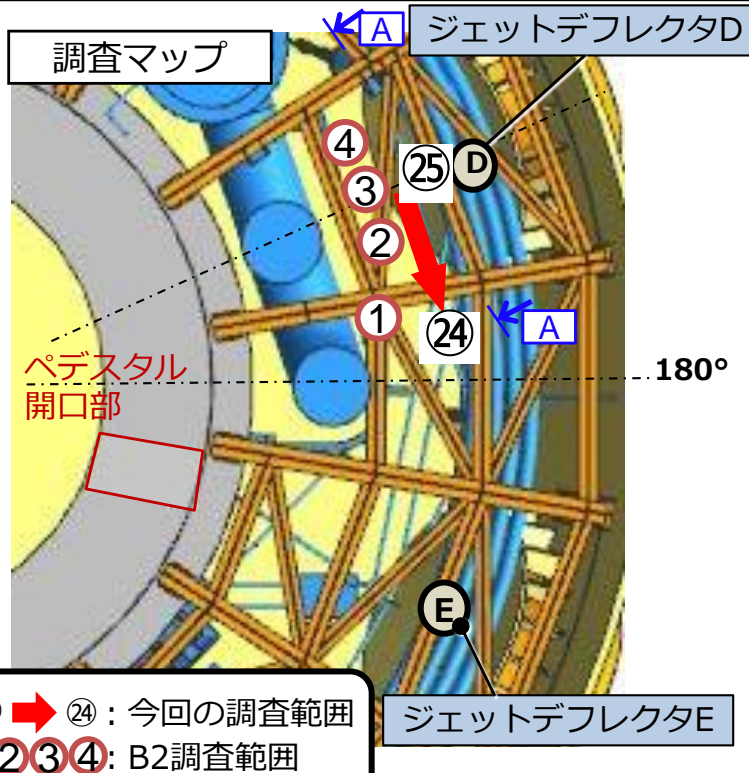 A
ジェットデフレクタD
調査マップ
④
㉕
D
③
②
①
㉔
A
ペデスタル
開口部
180°
E
➡ ㉔ : 今回の調査範囲
②③④ : B2調査範囲
ジェットデフレクタE